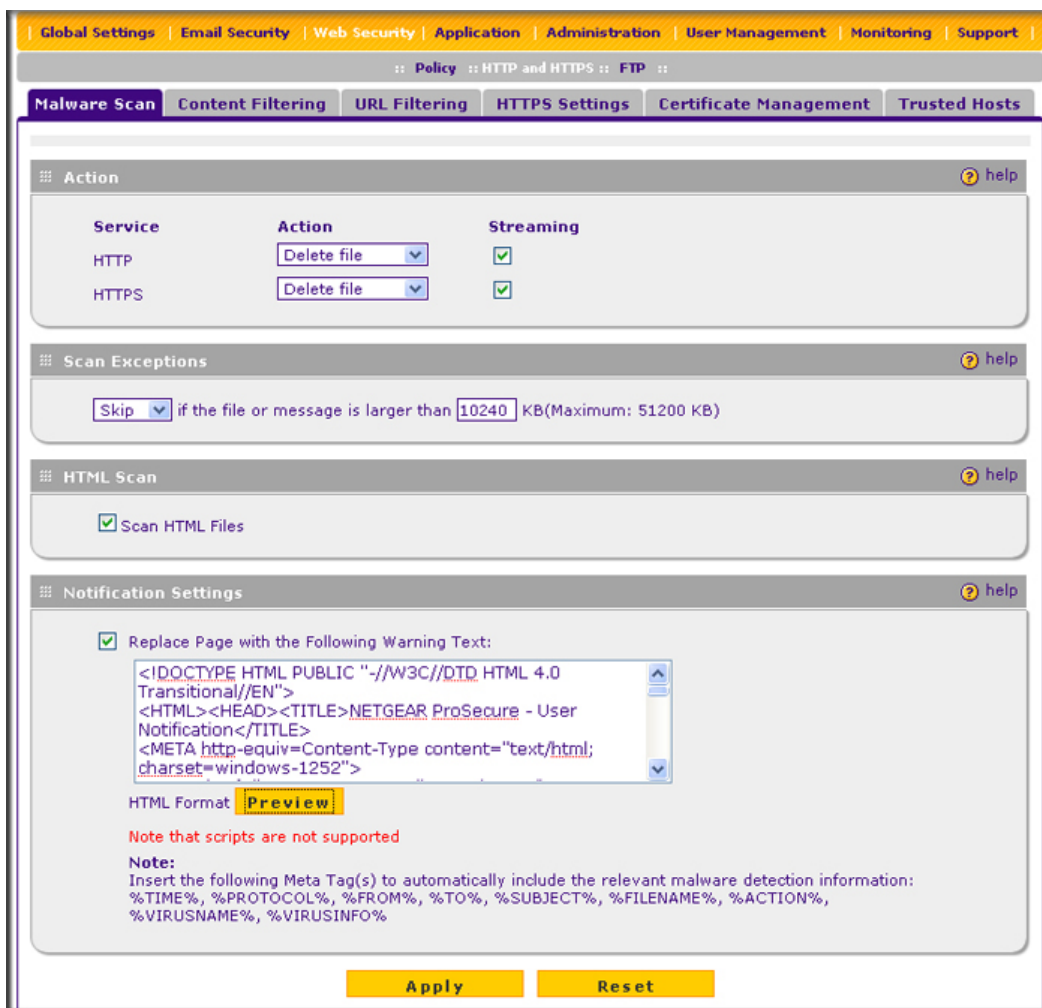 | Global Settings | Email Security | Web Security | Application | Administration | User Management | Monitoring | Support |
:: Policy :: HTTP and HTTPS :: FTP ::
Malware Scan Content Filtering URL Filtering HTTPS Settings Certificate Management Trusted Hosts
Action ? help
Service Action Streaming
HTTP Delete file
HTTPS Delete file
Scan Exceptions ? help
Skip if the file or message is larger than 10240 KB(Maximum: 51200 KB)
HTML Scan ? help
Scan HTML Files
Notification Settings ? help
Replace Page with the Following Warning Text:
<!DOCTYPE HTML PUBLIC "-//W3C//DTD HTML 4.0
Transitional//EN">
<HTML><HEAD><TITLE>NETGEAR ProSecure - User
Notification</TITLE>
<META http-equiv=Content-Type content="text/html;
charset=windows-1252">
HTML Format Preview
Note that scripts are not supported
Note:
Insert the following Meta Tag(s) to automatically include the relevant malware detection information:
%TIME%, %PROTOCOL%, %FROM%, %TO%, %SUBJECT%, %FILENAME%, %ACTION%,
%VIRUSNAME%, %VIRUSINFO%
Apply Reset